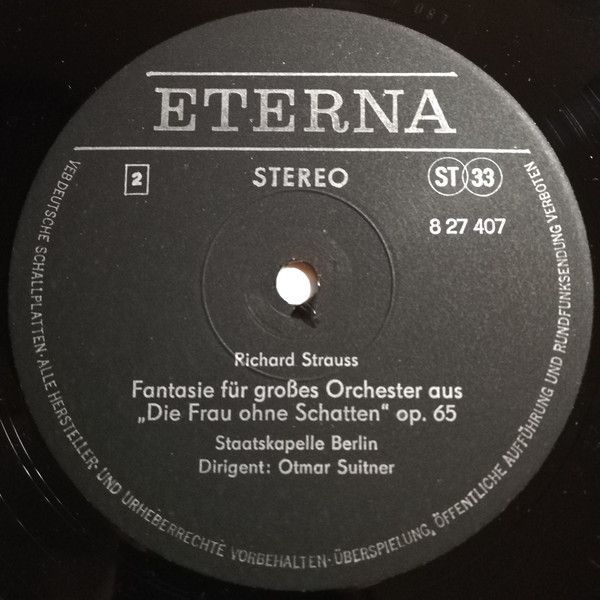 ETERNA
2 STEREO ST 33
8 27 407
Richard Strauss
Fantasie für großes Orchester aus
„Die Frau ohne Schatten“ op. 65
Staatskapelle Berlin
Dirigent: Otmar Suitner
VEB DEUTSCHE SCHALLPLATTEN · ALLE HERSTELLER- UND URHEBERRECHTE VORBEHALTEN · ÜBERSPIELUNG, ÖFFENTLICHE AUFFÜHRUNG UND RUNDFUNKSENDUNG VERBOTEN